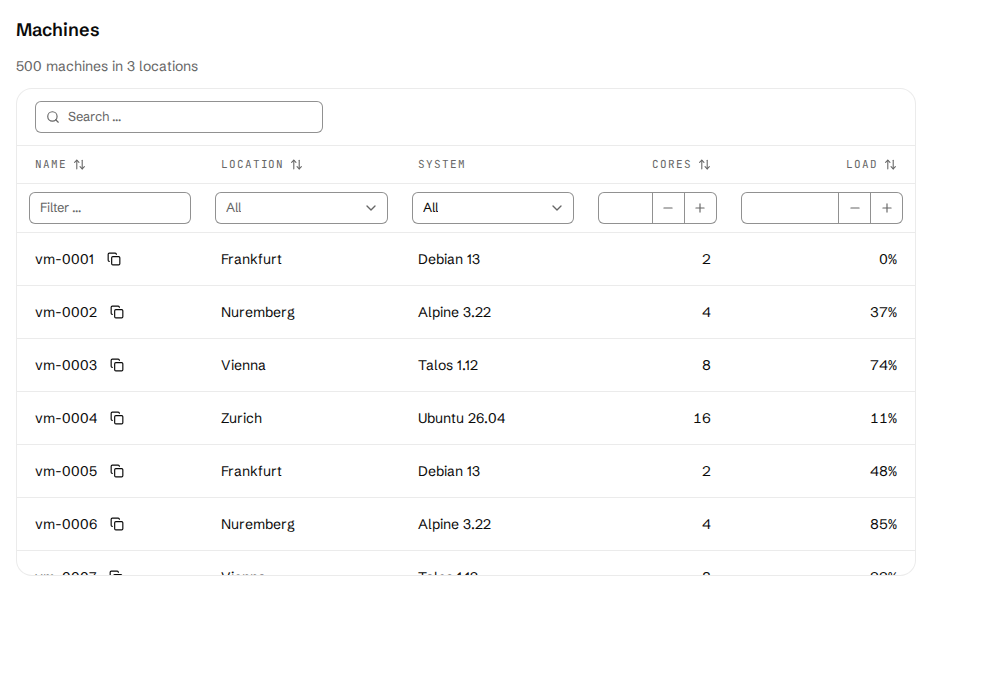 Machines
500 machines in 3 locations
Search ...
NAME LOCATION SYSTEM CORES LOAD
Filter ... All All
vm-0001 Frankfurt Debian 13 2 0%
vm-0002 Nuremberg Alpine 3.22 4 37%
vm-0003 Vienna Talos 1.12 8 74%
vm-0004 Zurich Ubuntu 26.04 16 11%
vm-0005 Frankfurt Debian 13 2 48%
vm-0006 Nuremberg Alpine 3.22 4 85%